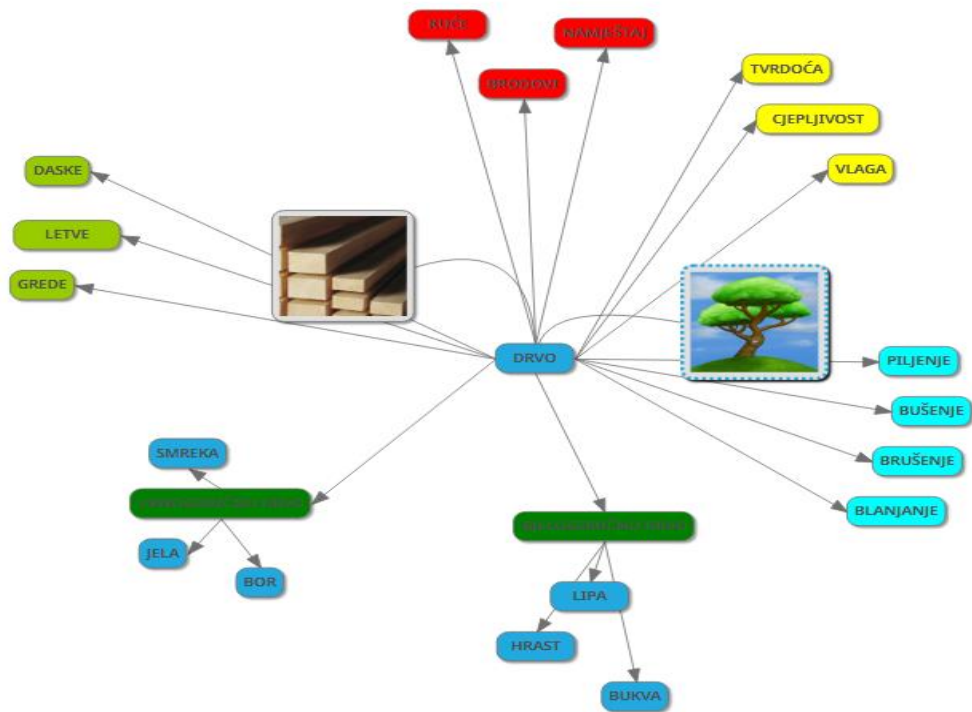 KUĆE
NAMJEŠTAJ
BRODOVI
TVRDOĆA
CJEPLJIVOST
VLAGA
DASKE
LETVE
GREDE
DRVO
PILJENJE
BUŠENJE
BRUŠENJE
BLANJANJE
SMREKA
JELA
BOR
LIPA
HRAST
BUKVA